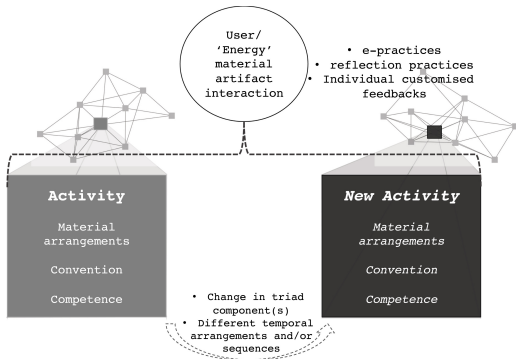 User/
‘Energy’
material
artifact
interaction
• e-practices
• reflection practices
• Individual customised
feedbacks
Activity
Material
arrangements
Convention
Competence
New Activity
Material
arrangements
Convention
Competence
• Change in triad
component(s)
• Different temporal
arrangements and/or
sequences